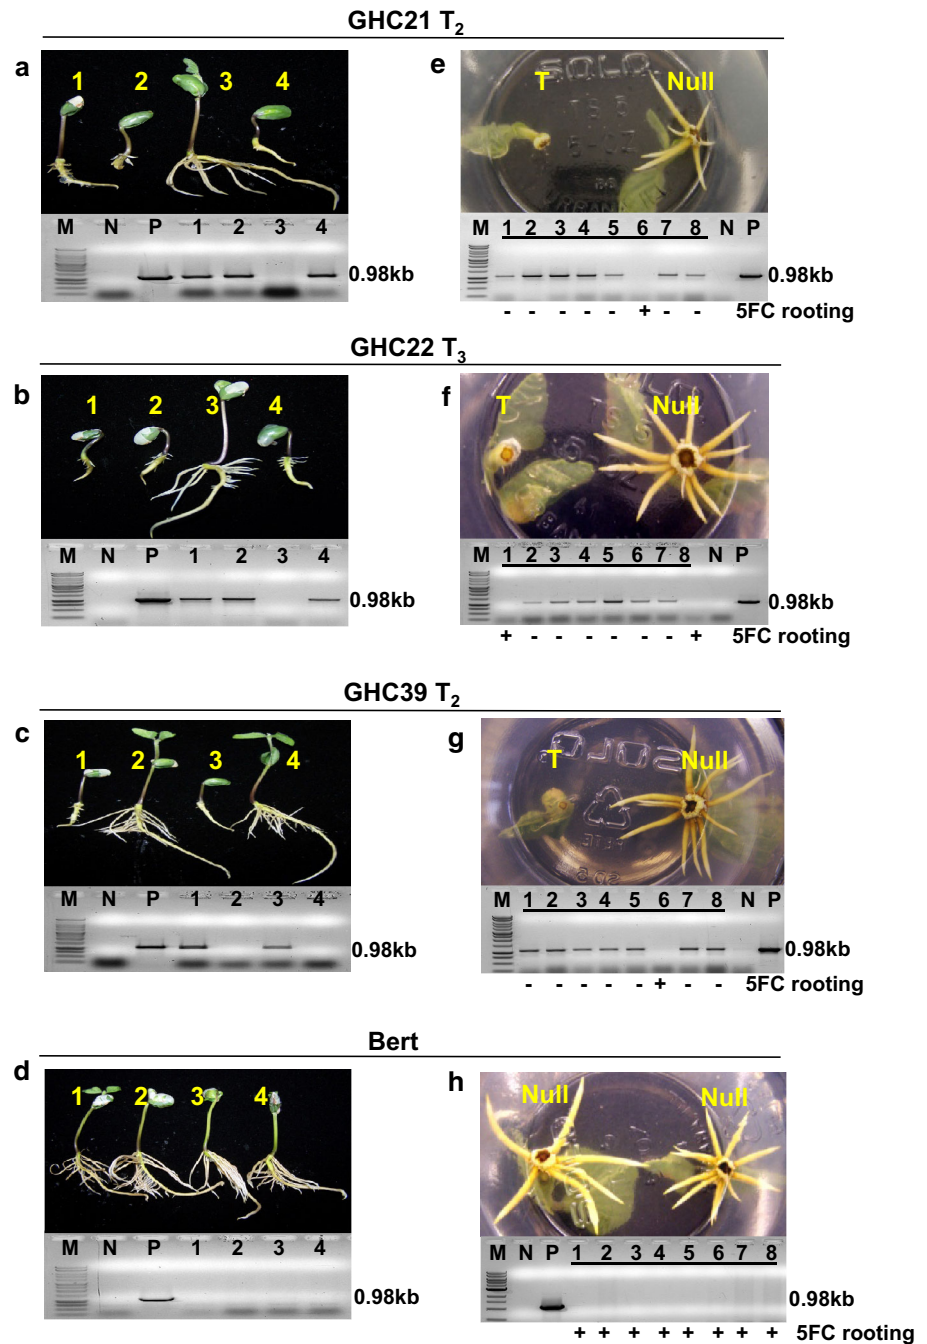 GHC21 T2
a
1 2 3 4
M N P 1 2 3 4
0.98kb
e
SOLO
T Null
M 1 2 3 4 5 6 7 8 N P
0.98kb
- - - - - + - - 5FC rooting
GHC22 T3
b
1 2 3 4
M N P 1 2 3 4
0.98kb
f
T Null
M 1 2 3 4 5 6 7 8 N P
0.98kb
+ - - - - - - + 5FC rooting
GHC39 T2
c
1 2 3 4
M N P 1 2 3 4
0.98kb
g
SOLO
T Null
M 1 2 3 4 5 6 7 8 N P
0.98kb
- - - - - + - - 5FC rooting
Bert
d
1 2 3 4
M N P 1 2 3 4
0.98kb
h
Null Null
M N P 1 2 3 4 5 6 7 8
0.98kb
+ + + + + + + + 5FC rooting